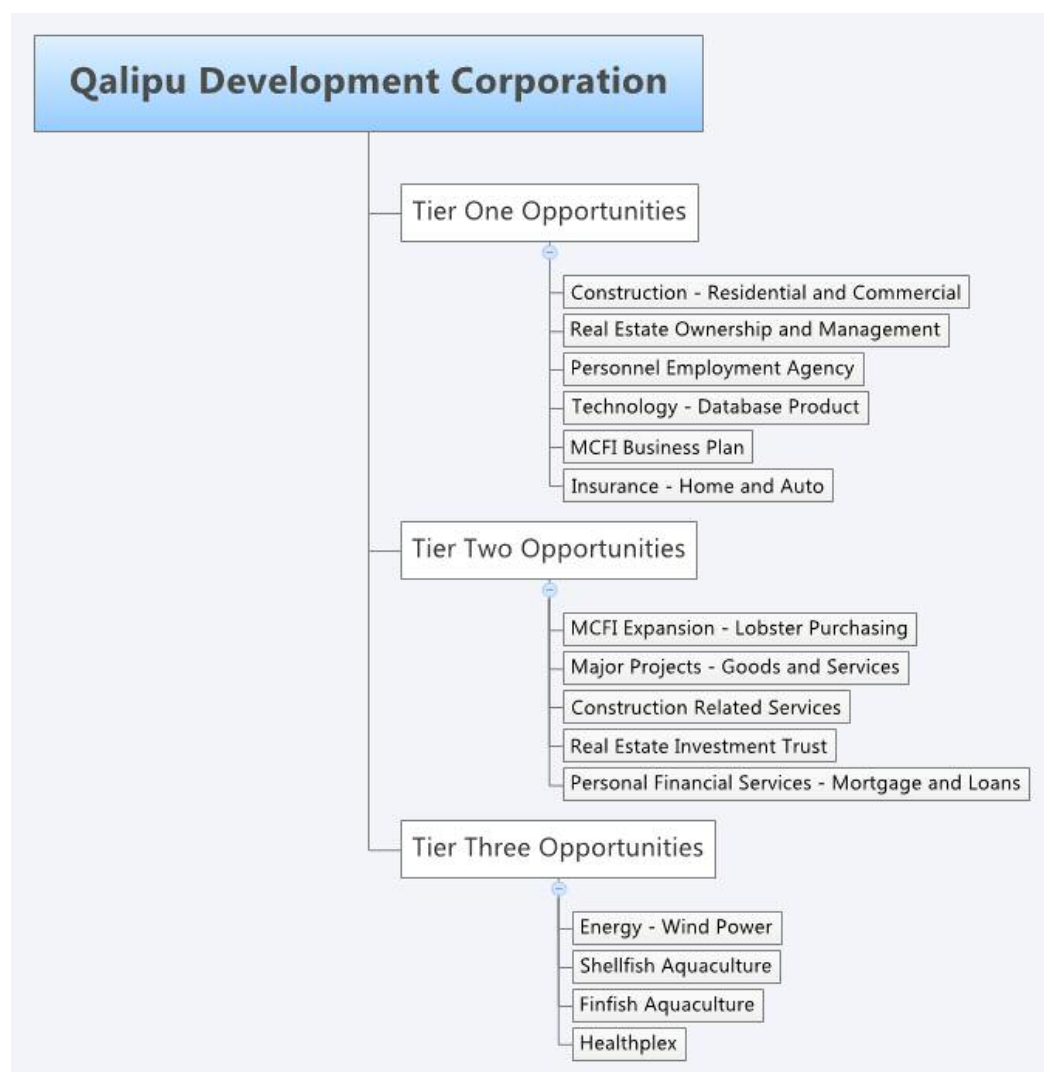 Qalipu Development Corporation
Tier One Opportunities
Construction - Residential and Commercial
Real Estate Ownership and Management
Personnel Employment Agency
Technology - Database Product
MCFI Business Plan
Insurance - Home and Auto
Tier Two Opportunities
MCFI Expansion - Lobster Purchasing
Major Projects - Goods and Services
Construction Related Services
Real Estate Investment Trust
Personal Financial Services - Mortgage and Loans
Tier Three Opportunities
Energy - Wind Power
Shellfish Aquaculture
Finfish Aquaculture
Healthplex